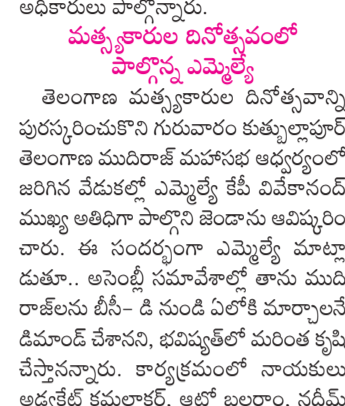 అధికారులు పాల్గొన్నారు.
మత్స్యకారుల దినోత్సవంలో
పాల్గొన్న ఎమ్మెల్యే
తెలంగాణ మత్స్యకారుల దినోత్సవాన్ని
పురస్కరించుకొని గురువారం కుత్బుల్లాపూర్
తెలంగాణ ముదిరాజ్ మహాసభ ఆధ్వర్యంలో
జరిగిన వేడుకల్లో ఎమ్మెల్యే కేపీ వివేకానంద్
ముఖ్య అతిధిగా పాల్గొని జెండాను ఆవిష్కరిం
చారు. ఈ సందర్భంగా ఎమ్మెల్యే మాట్లా
డుతూ.. అసెంబ్లీ సమావేశాల్లో తాను ముది
రాజ్‌లను బీసీ– డి నుండి ఏలోకి మార్చాలనే
డిమాండ్ చేశానని, భవిష్యత్‌లో మరింత కృషి
చేస్తానన్నారు. కార్యక్రమంలో నాయకులు
అడ్వకేట్ కమలాకర్, ఆటో బలరాం, నదీమ్